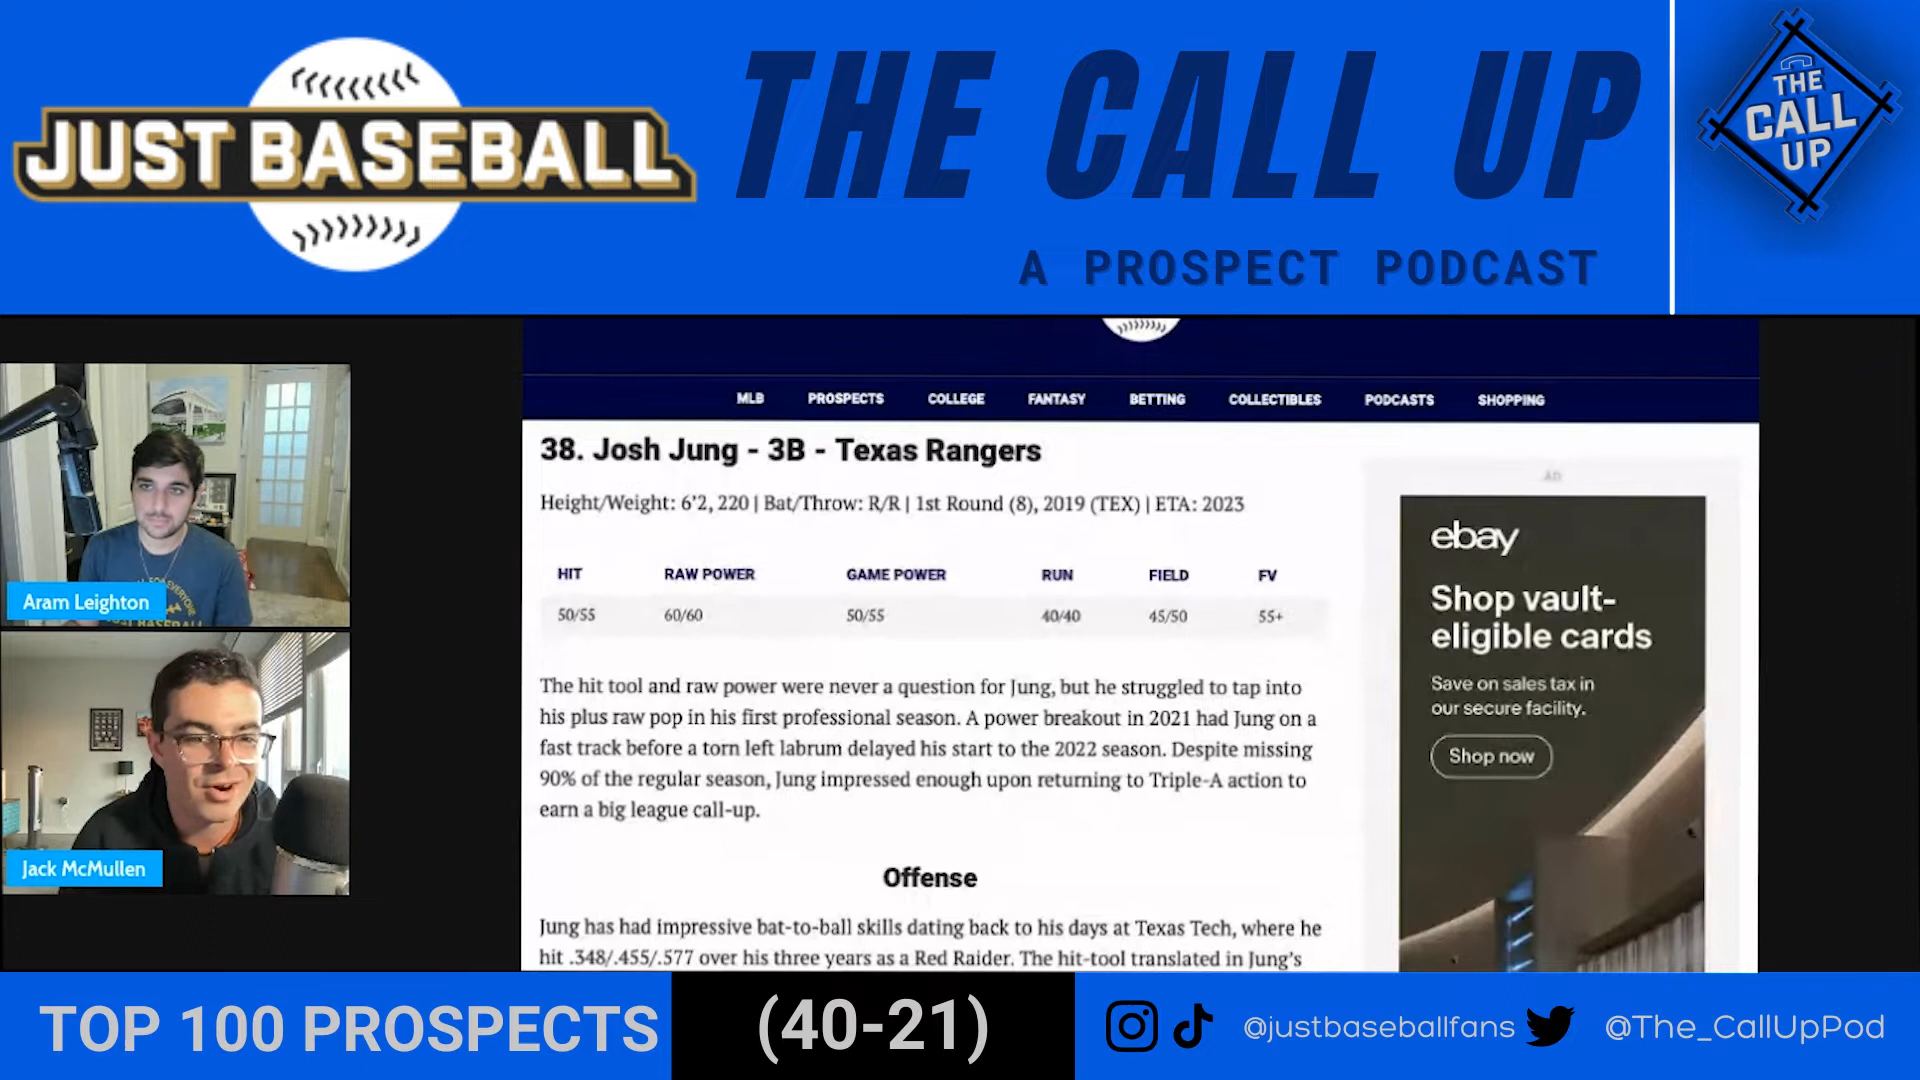 JUST BASEBALL
THE CALL UP
A PROSPECT PODCAST
THE
CALL
UP
MLB PROSPECTS COLLEGE FANTASY BETTING COLLECTIBLES PODCASTS SHOPPING
38. Josh Jung - 3B - Texas Rangers
Height/Weight: 6'2, 220 | Bat/Throw: R/R | 1st Round (8), 2019 (TEX) | ETA: 2023
HIT RAW POWER GAME POWER RUN FIELD FV
50/55 60/60 50/55 40/40 45/50 55+
The hit tool and raw power were never a question for Jung, but he struggled to tap into
his plus raw pop in his first professional season. A power breakout in 2021 had Jung on a
fast track before a torn left labrum delayed his start to the 2022 season. Despite missing
90% of the regular season, Jung impressed enough upon returning to Triple-A action to
earn a big league call-up.
Offense
Jung has had impressive bat-to-ball skills dating back to his days at Texas Tech, where he
hit .348/.455/.577 over his three years as a Red Raider. The hit-tool translated in Jung's
AD
ebay
Shop vault-
eligible cards
Save on sales tax in
our secure facility.
Shop now
Aram Leighton
Jack McMullen
TOP 100 PROSPECTS
(40-21)
@justbaseballfans
@The_CallUpPod